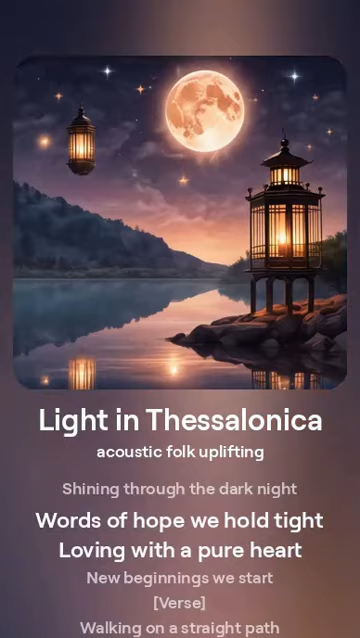 Light in Thessalonica
acoustic folk uplifting
Shining through the dark night
Words of hope we hold tight
Loving with a pure heart
New beginnings we start
[Verse]
Walking on a straight path